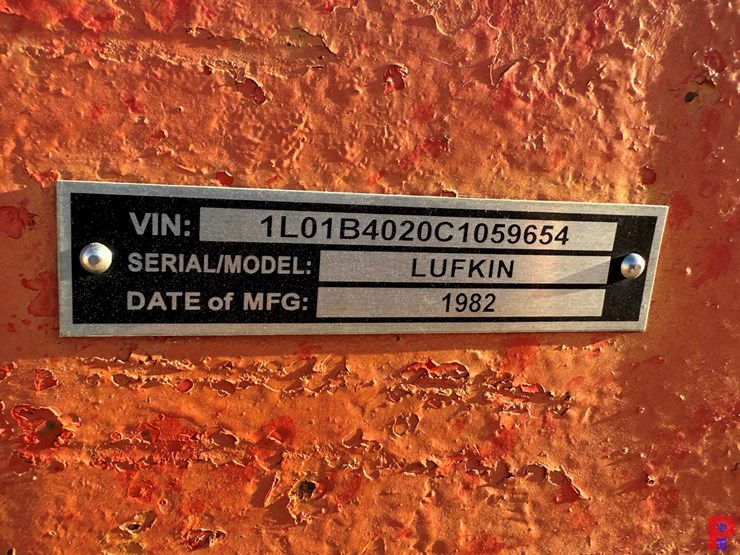 VIN: 1L01B4020C1059654
SERIAL/MODEL: LUFKIN
DATE of MFG: 1982